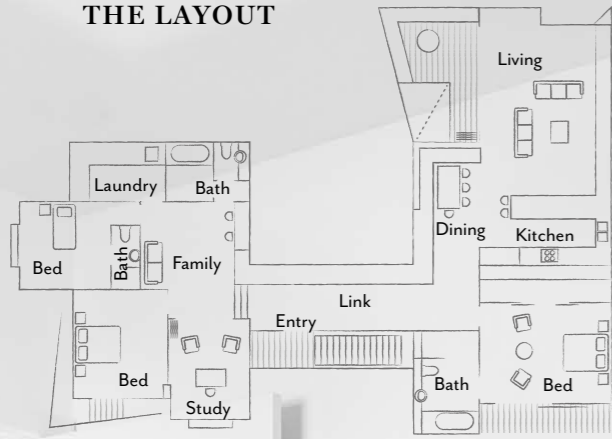 THE LAYOUT
Living
Laundry
Bath
Dining
Kitchen
Bed
Bath
Family
Link
Entry
Bed
Study
Bath
Bed